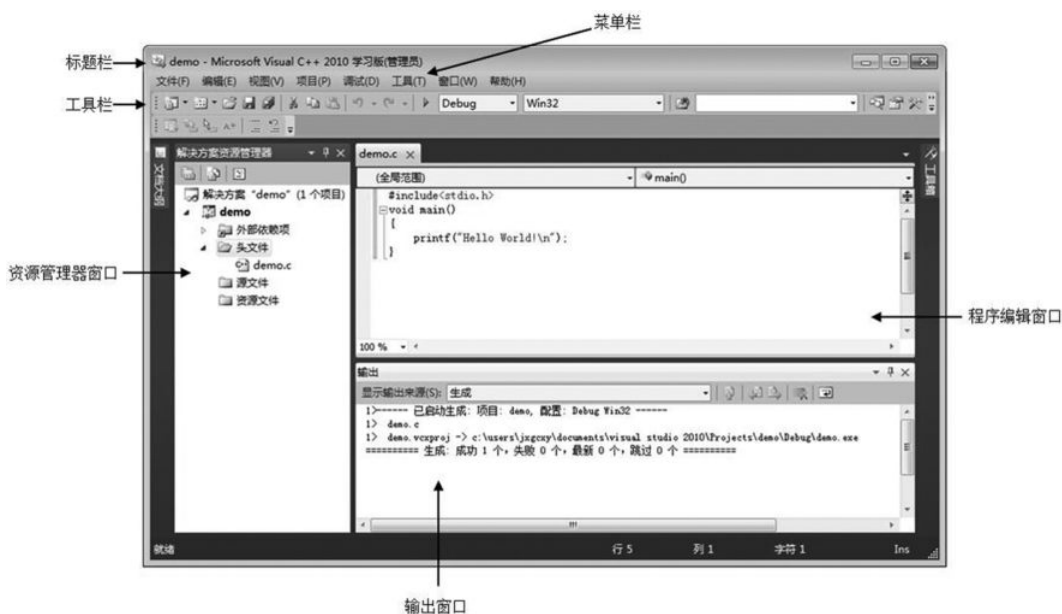 菜单栏
标题栏
demo - Microsoft Visual C++ 2010 学习版(管理员)
文件(F) 编辑(E) 视图(V) 项目(P) 调试(D) 工具(T) 窗口(W) 帮助(H)
工具栏
Debug Win32
解决方案资源管理器
demo.c
文档大纲
工具箱
(全局范围) main()
解决方案 "demo" (1 个项目)
demo
外部依赖项
头文件
demo.c
源文件
资源文件
#include<stdio.h>
void main()
{
printf("Hello World!\n");
}
资源管理器窗口
程序编辑窗口
100 %
输出
显示输出来源(S): 生成
1>------ 已启动生成: 项目: demo, 配置: Debug Win32 ------
1> demo.c
1> demo.vcxproj -> c:\users\jxgcxy\documents\visual studio 2010\Projects\demo\Debug\demo.exe
========== 生成: 成功 1 个，失败 0 个，最新 0 个，跳过 0 个 ==========
就绪 行 5 列 1 字符 1 Ins
输出窗口